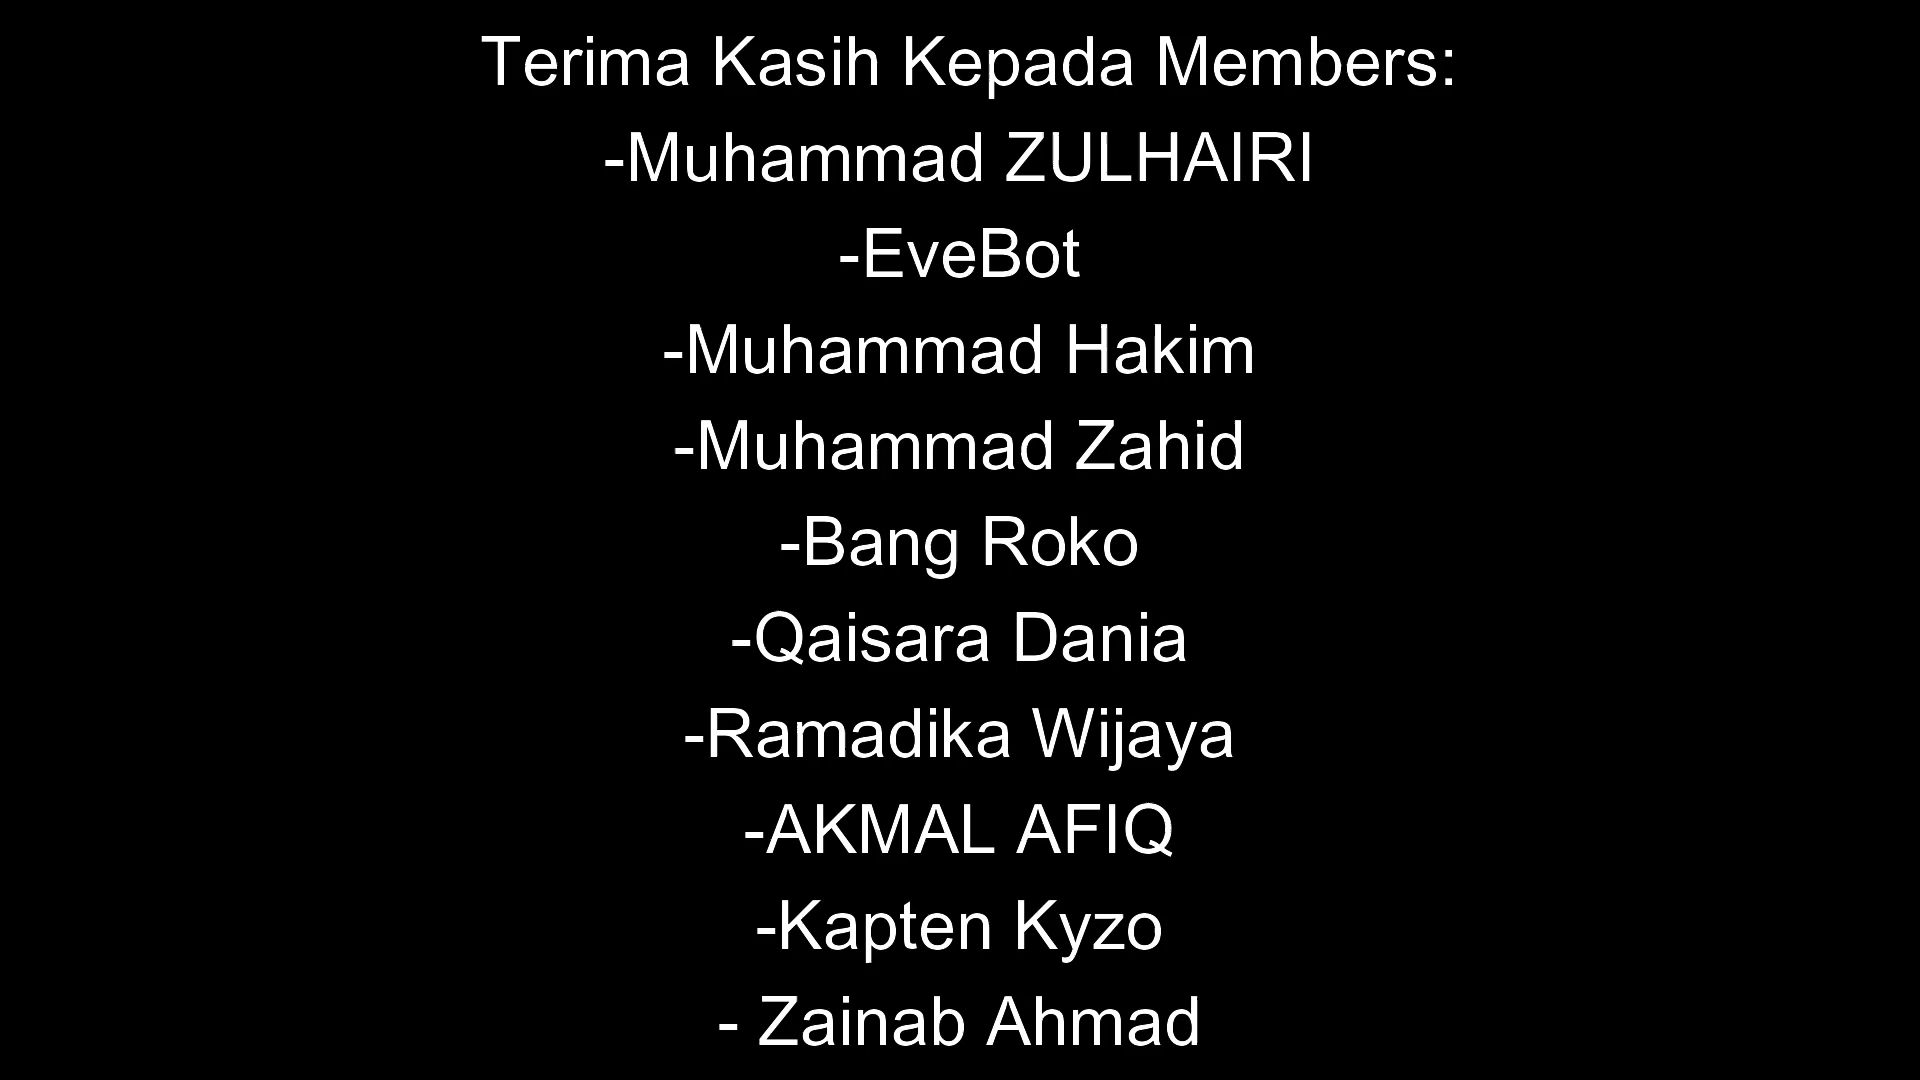 Terima Kasih Kepada Members:
-Muhammad ZULHAIRI
-EveBot
-Muhammad Hakim
-Muhammad Zahid
-Bang Roko
-Qaisara Dania
-Ramadika Wijaya
-AKMAL AFIQ
-Kapten Kyzo
- Zainab Ahmad